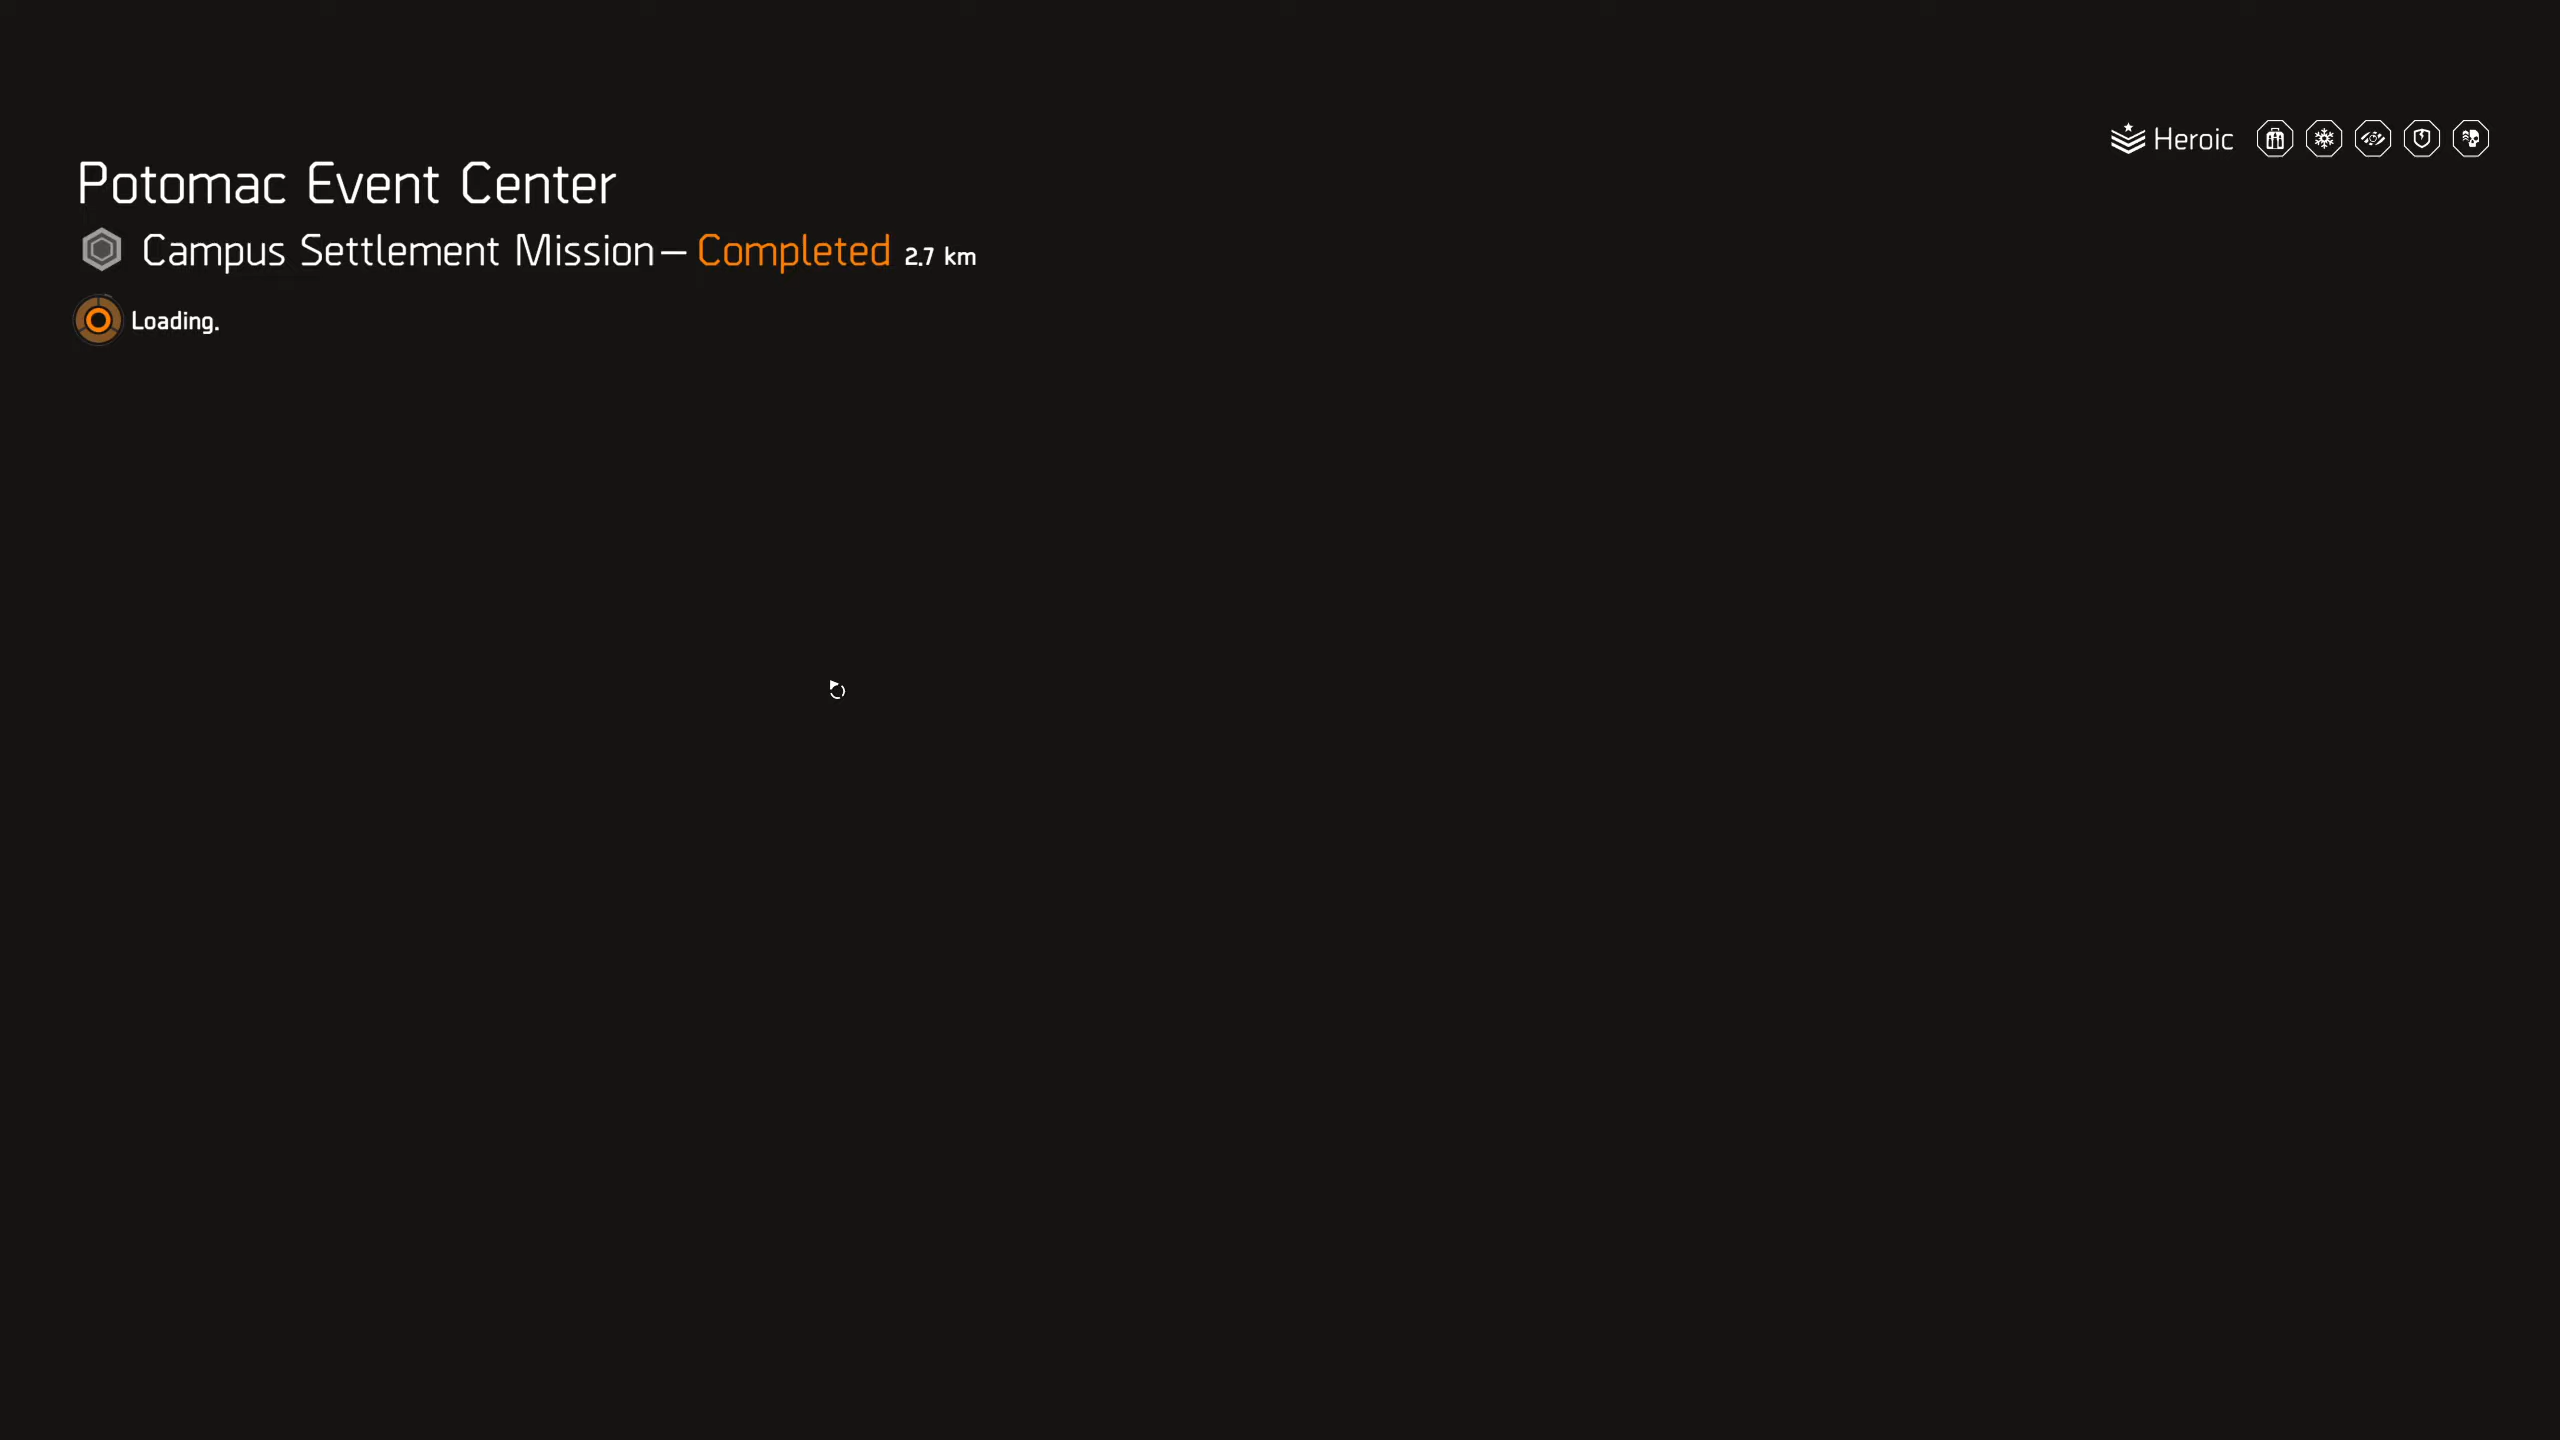 Heroic
Potomac Event Center
Campus Settlement Mission— Completed 2.7 km
Loading.